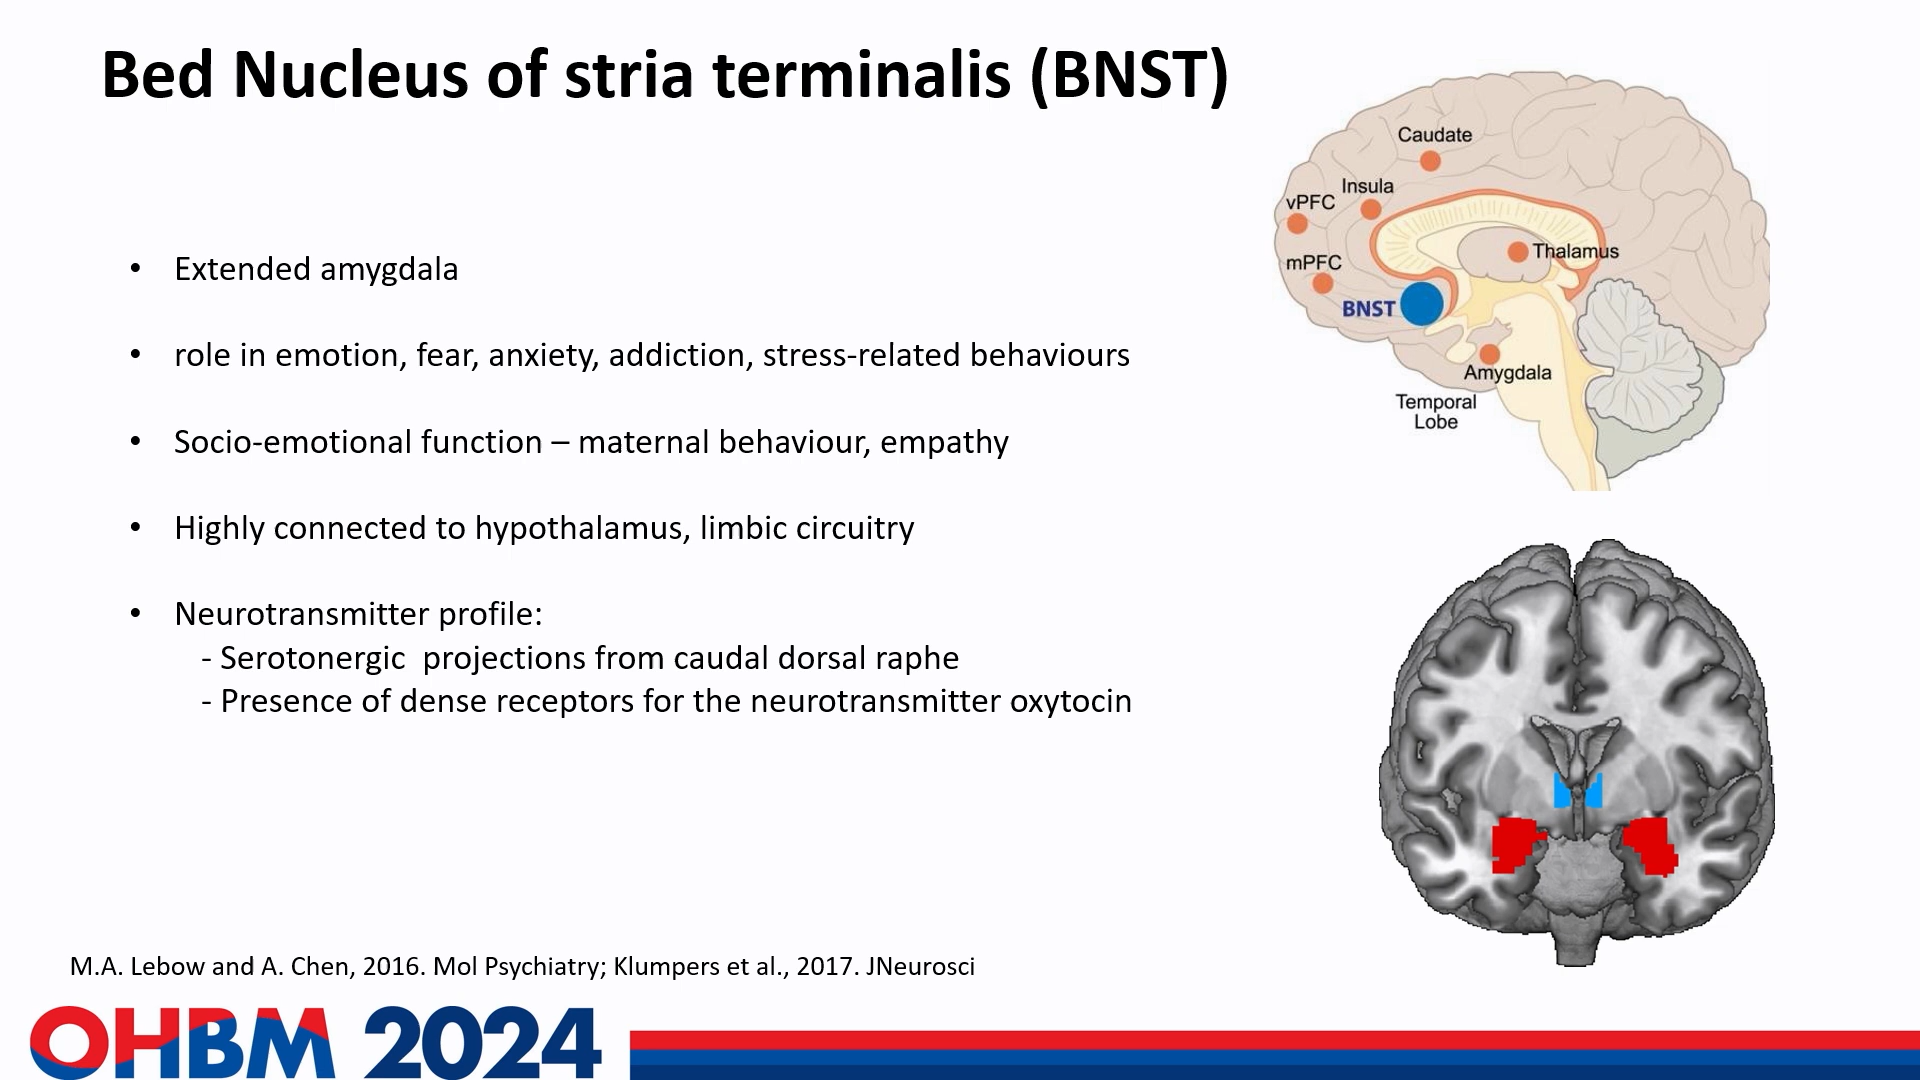 Bed Nucleus of stria terminalis (BNST)
• Extended amygdala
• role in emotion, fear, anxiety, addiction, stress-related behaviours
• Socio-emotional function – maternal behaviour, empathy
• Highly connected to hypothalamus, limbic circuitry
• Neurotransmitter profile:
- Serotonergic  projections from caudal dorsal raphe
- Presence of dense receptors for the neurotransmitter oxytocin
Caudate
Insula
vPFC
Thalamus
mPFC
BNST
Amygdala
Temporal
Lobe
M.A. Lebow and A. Chen, 2016. Mol Psychiatry; Klumpers et al., 2017. JNeurosci
OHBM 2024